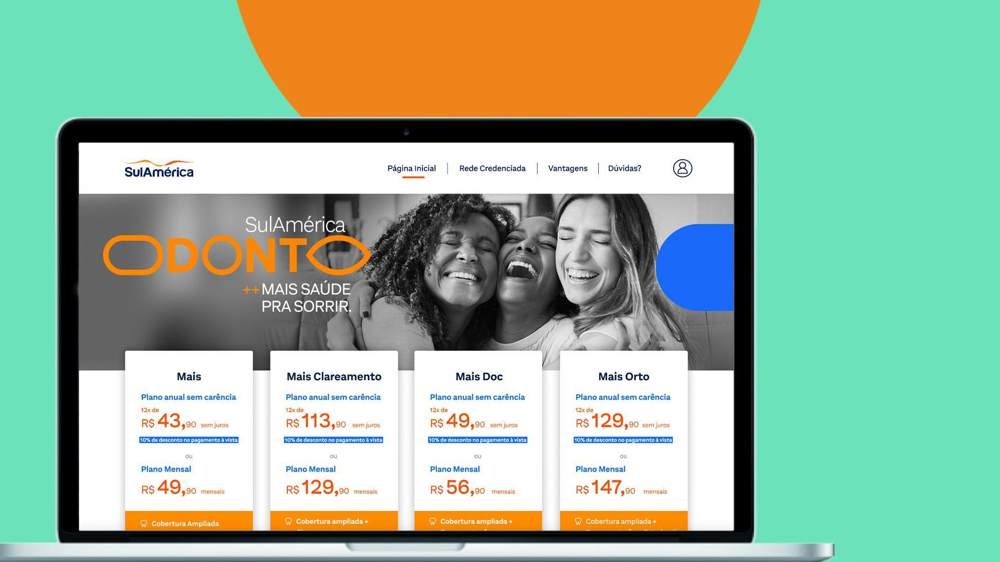 SulAmérica
Página Inicial
Rede Credenciada
Vantagens
Dúvidas?
SulAmérica
ODONTO
++MAIS SAÚDE
PRA SORRIR.
Mais
Plano anual sem carência
12x de
R$ 43,90 sem juros
10% de desconto no pagamento à vista
ou
Plano Mensal
R$ 49,90 mensais
Cobertura Ampliada
Mais Clareamento
Plano anual sem carência
12x de
R$ 113,90 sem juros
10% de desconto no pagamento à vista
ou
Plano Mensal
R$ 129,90 mensais
Cobertura ampliada +
Mais Doc
Plano anual sem carência
12x de
R$ 49,90 sem juros
10% de desconto no pagamento à vista
ou
Plano Mensal
R$ 56,90 mensais
Cobertura ampliada +
Mais Orto
Plano anual sem carência
12x de
R$ 129,90 sem juros
10% de desconto no pagamento à vista
ou
Plano Mensal
R$ 147,90 mensais
Cobertura ampliada +